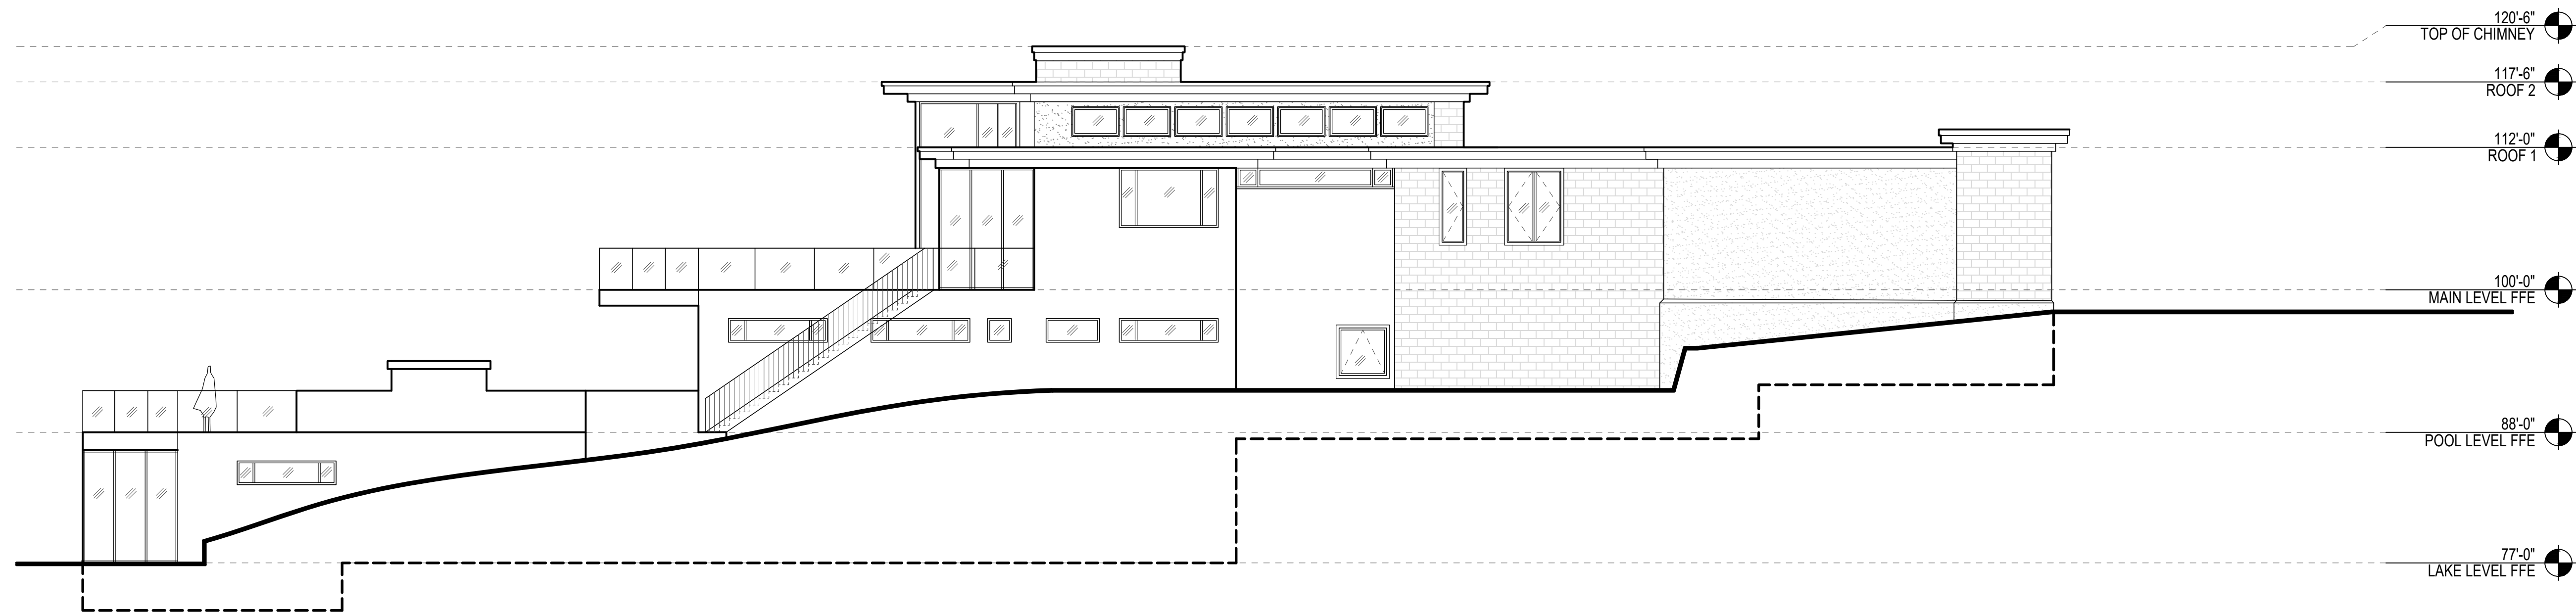 120'-6"
TOP OF CHIMNEY
117'-6"
ROOF 2
112'-0"
ROOF 1
100'-0"
MAIN LEVEL FFE
88'-0"
POOL LEVEL FFE
77'-0"
LAKE LEVEL FFE